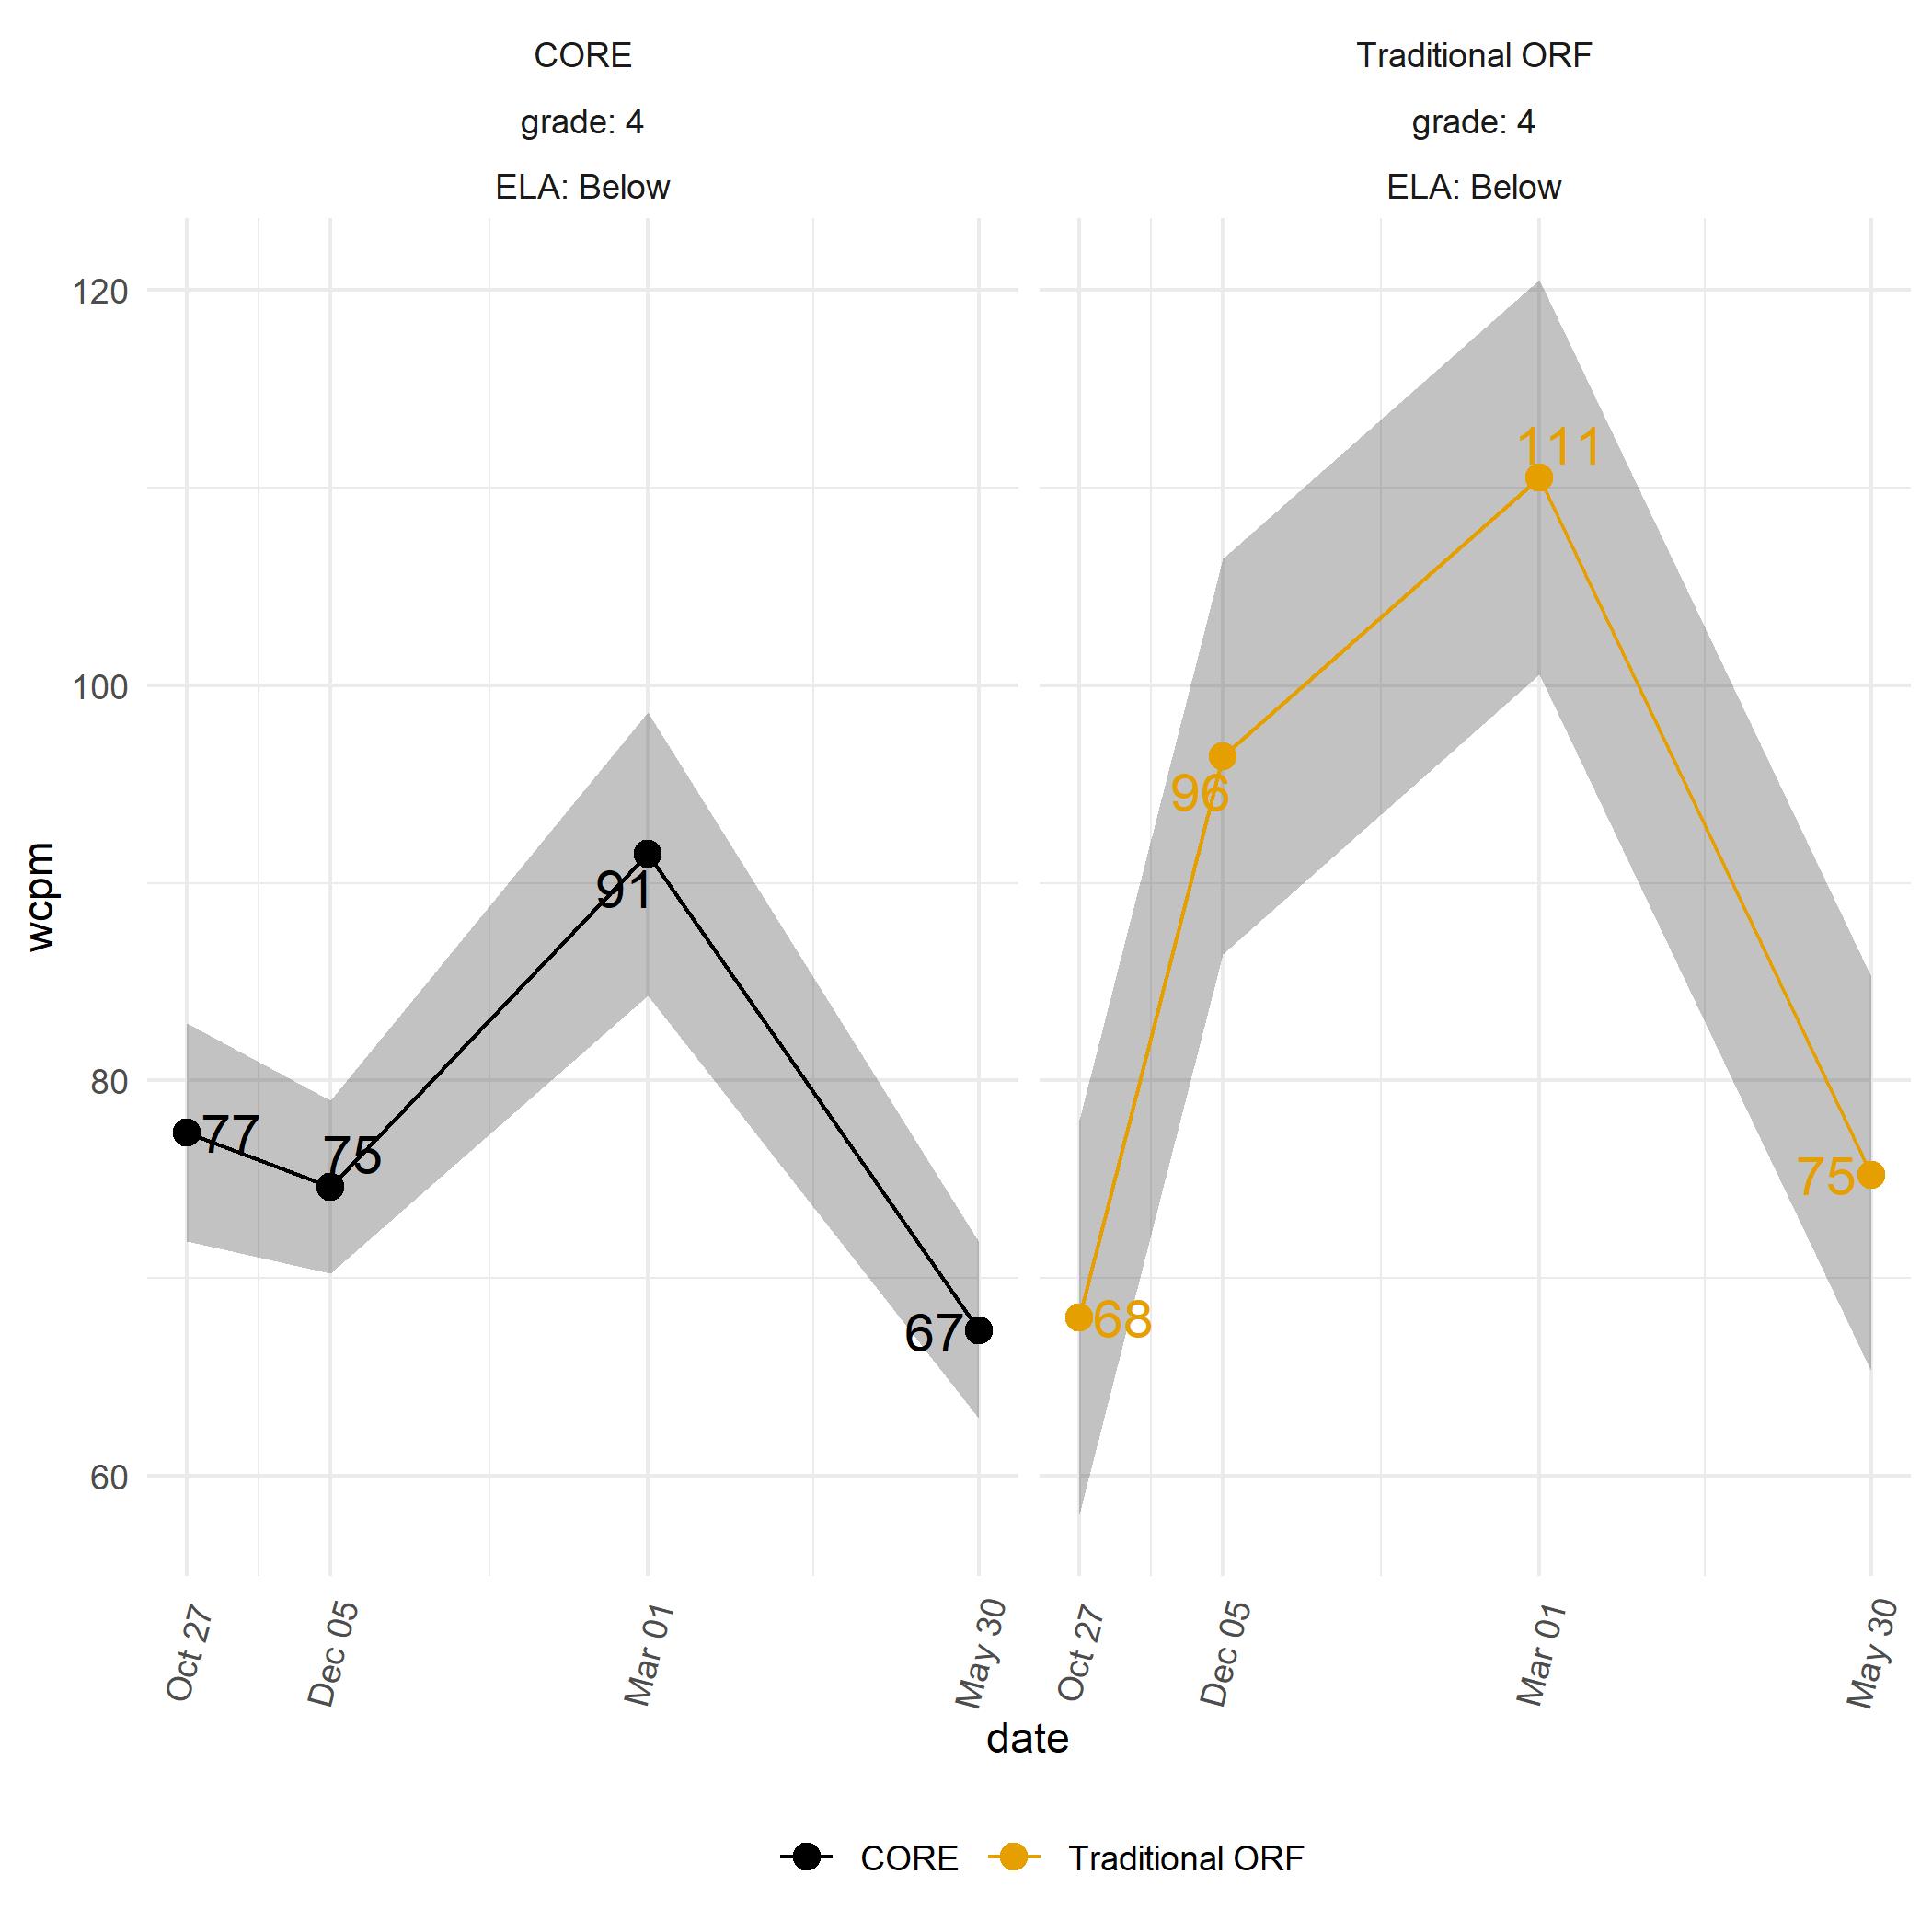 CORE
grade: 4
ELA: Below
Traditional ORF
grade: 4
ELA: Below
wcpm
120
100
80
60
77
75
91
67
68
96
111
75
Oct 27
Dec 05
Mar 01
May 30
Oct 27
Dec 05
Mar 01
May 30
date
CORE
Traditional ORF